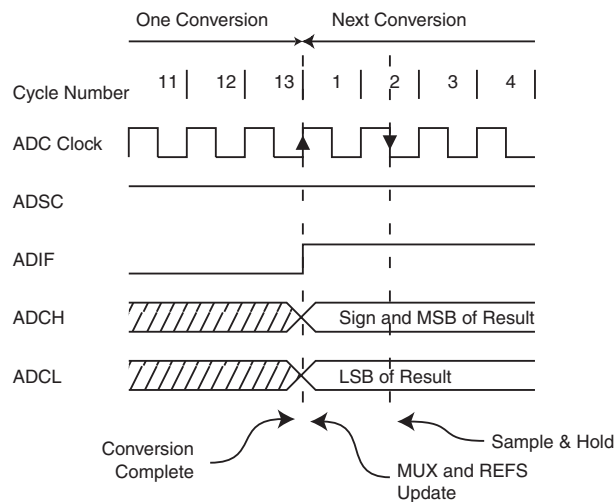 One Conversion
Next Conversion
Cycle Number
11
12
13
1
2
3
4
ADC Clock
ADSC
ADIF
ADCH
Sign and MSB of Result
ADCL
LSB of Result
Conversion
Complete
MUX and REFS
Update
Sample & Hold